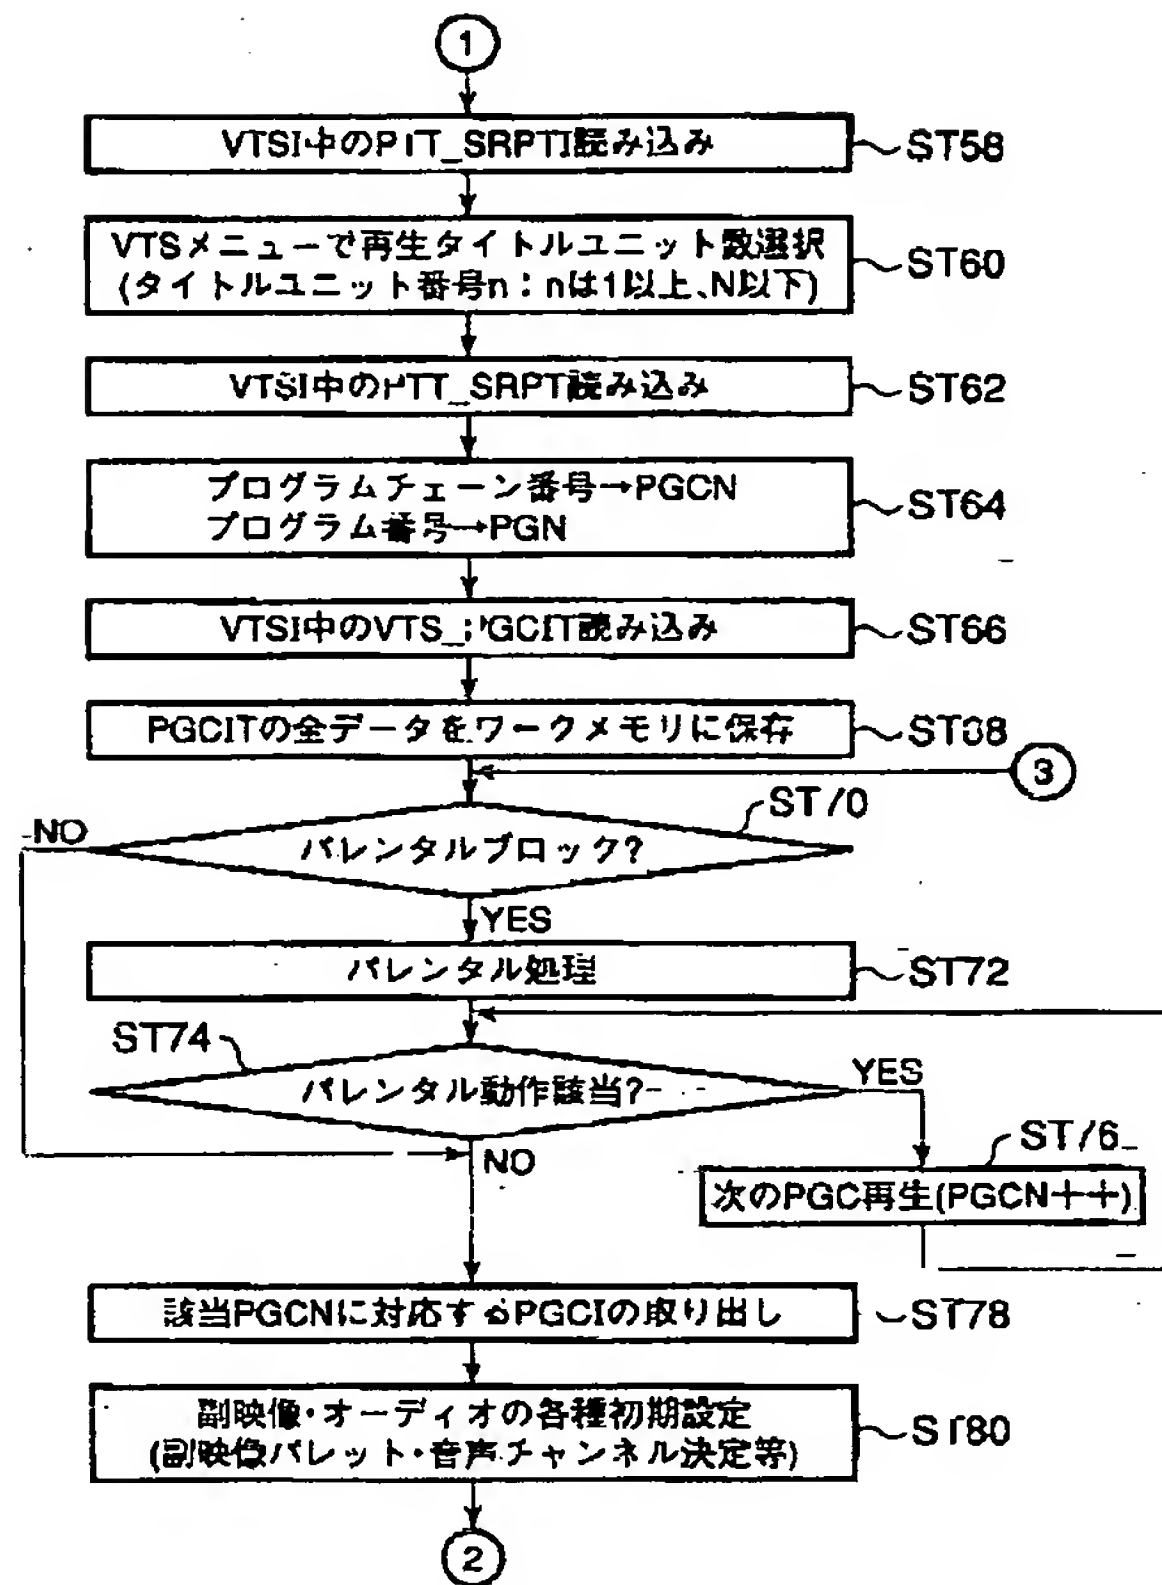 1
VTSI中のPTT_SRPTI読み込み
ST58
VTSメニューで再生タイトルユニット数選択
(タイトルユニット番号n:nは1以上、N以下)
ST60
VTSI中のPTT_SRPT読み込み
ST62
プログラムチェーン番号→PGCN
プログラム番号→PGN
ST64
VTSI中のVTS_PGCIT読み込み
ST66
PGCITの全データをワークメモリに保存
ST68
3
ST70
NO
パレンタルブロック?
YES
パレンタル処理
ST72
ST74
パレンタル動作該当?
YES
NO
ST76
次のPGC再生(PGCN++)
該当PGCNに対応するPGCIの取り出し
ST78
副映像・オーディオの各種初期設定
(副映像パレット・音声チャンネル決定等)
ST80
2